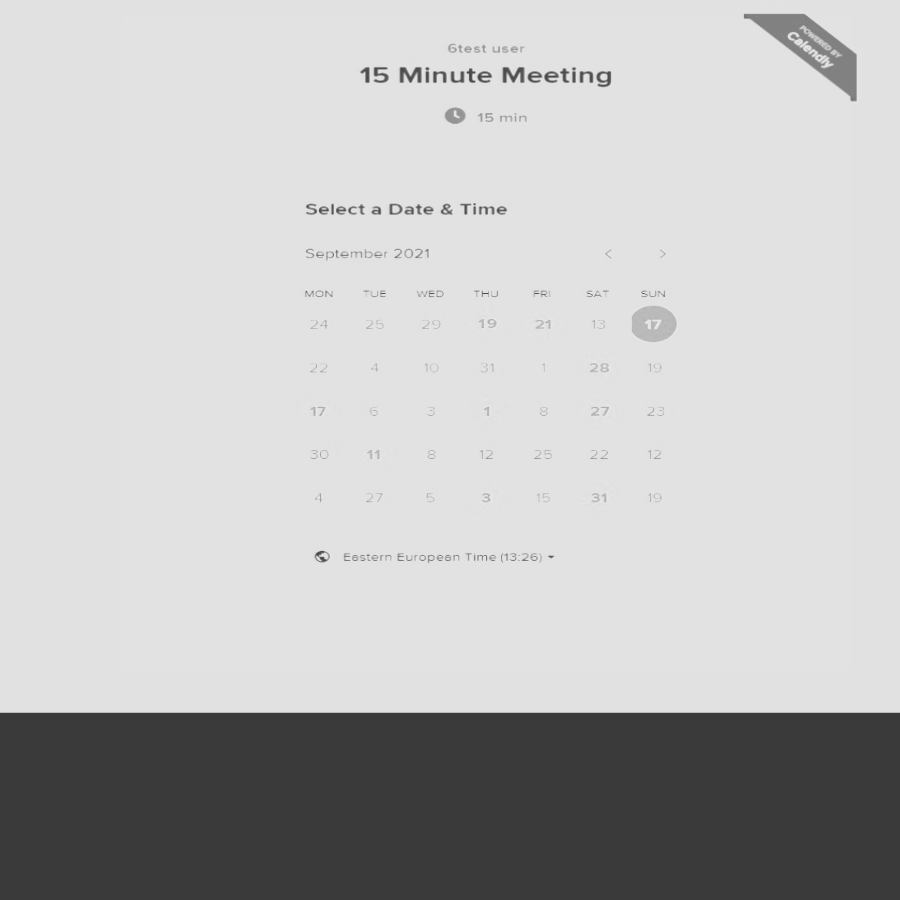 POWERED BY
Calendly
6test user
15 Minute Meeting
15 min
Select a Date & Time
September 2021 < >
MON TUE WED THU FRI SAT SUN
24 25 29 19 21 13 17
22 4 10 31 1 28 19
17 6 3 1 8 27 23
30 11 8 12 25 22 12
4 27 5 3 15 31 19
Eastern European Time (13:26)